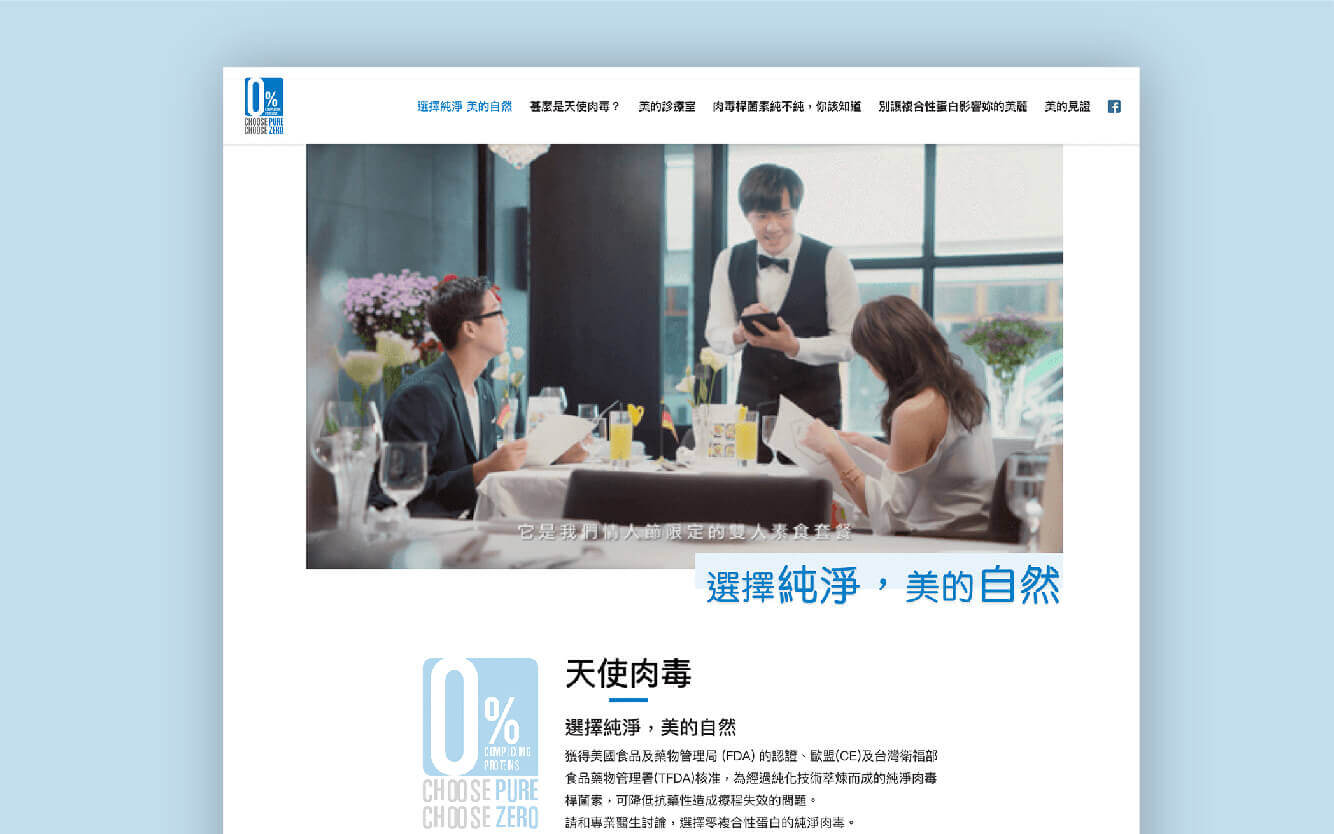 0%
COMPLEXING
PROTEINS
CHOOSE PURE
CHOOSE ZERO
選擇純淨 美的自然
甚麼是天使肉毒？
美的診療室
肉毒桿菌素純不純，你該知道
別讓複合性蛋白影響妳的美麗
美的見證
它是我們情人節限定的雙人素食套餐
選擇純淨，美的自然
0%
COMPLEXING
PROTEINS
CHOOSE PURE
CHOOSE ZERO
天使肉毒
選擇純淨，美的自然
獲得美國食品及藥物管理局 (FDA) 的認證、歐盟(CE)及台灣衛福部
食品藥物管理署(TFDA)核准，為經過純化技術萃煉而成的純淨肉毒
桿菌素，可降低抗藥性造成療程失效的問題。
請和專業醫生討論，選擇零複合性蛋白的純淨肉毒。